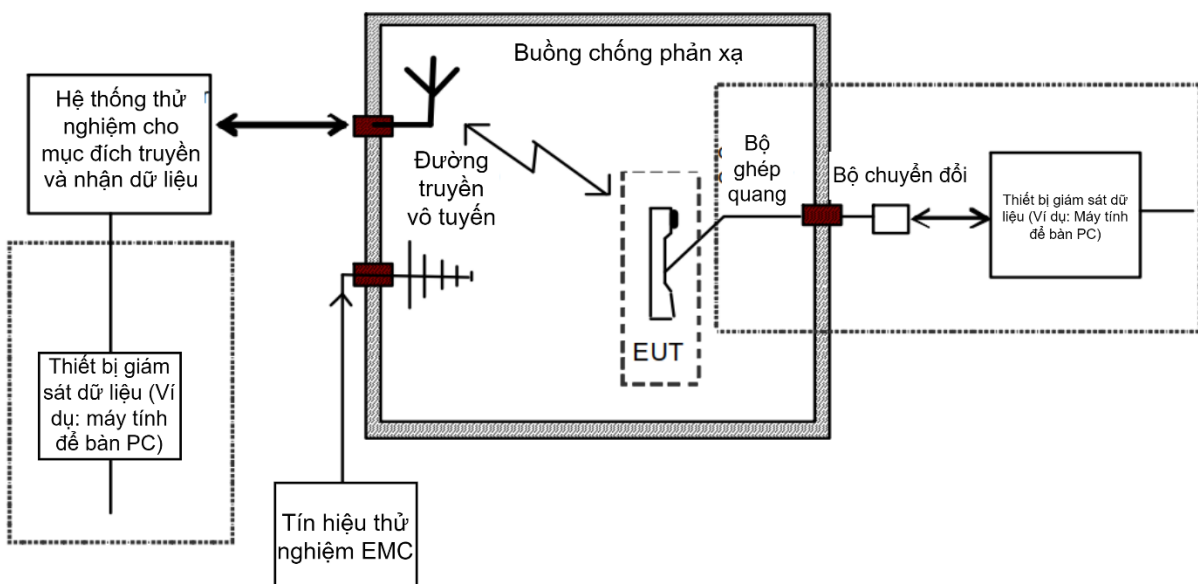 Buồng chống phản xạ
Hệ thống thử
nghiệm cho
mục đích truyền
và nhận dữ liệu
Đường
truyền
vô tuyến
Bộ
ghép
quang
Bộ chuyển đổi
Thiết bị giám sát dữ
liệu (Ví dụ: Máy tính
để bàn PC)
EUT
Thiết bị giám
sát dữ liệu (Ví
dụ: máy tính
để bàn PC)
Tín hiệu thử
nghiệm EMC